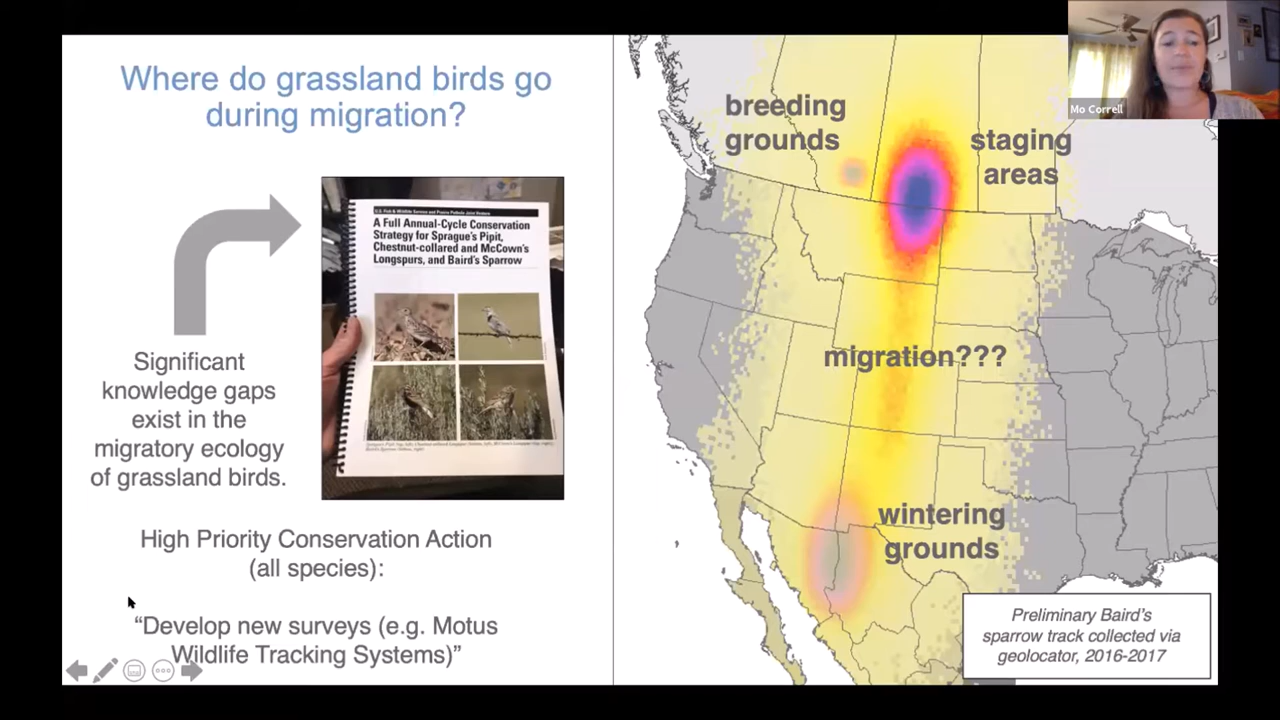 Where do grassland birds go
during migration?
U.S. Fish & Wildlife Service and Prairie Pothole Joint Venture
A Full Annual-Cycle Conservation
Strategy for Sprague's Pipit,
Chestnut-collared and McCown's
Longspurs, and Baird's Sparrow
Significant
knowledge gaps
exist in the
migratory ecology
of grassland birds.
High Priority Conservation Action
(all species):
“Develop new surveys (e.g. Motus
Wildlife Tracking Systems)”
breeding
grounds
staging
areas
migration???
wintering
grounds
Preliminary Baird’s
sparrow track collected via
geolocator, 2016-2017
Mo Correll